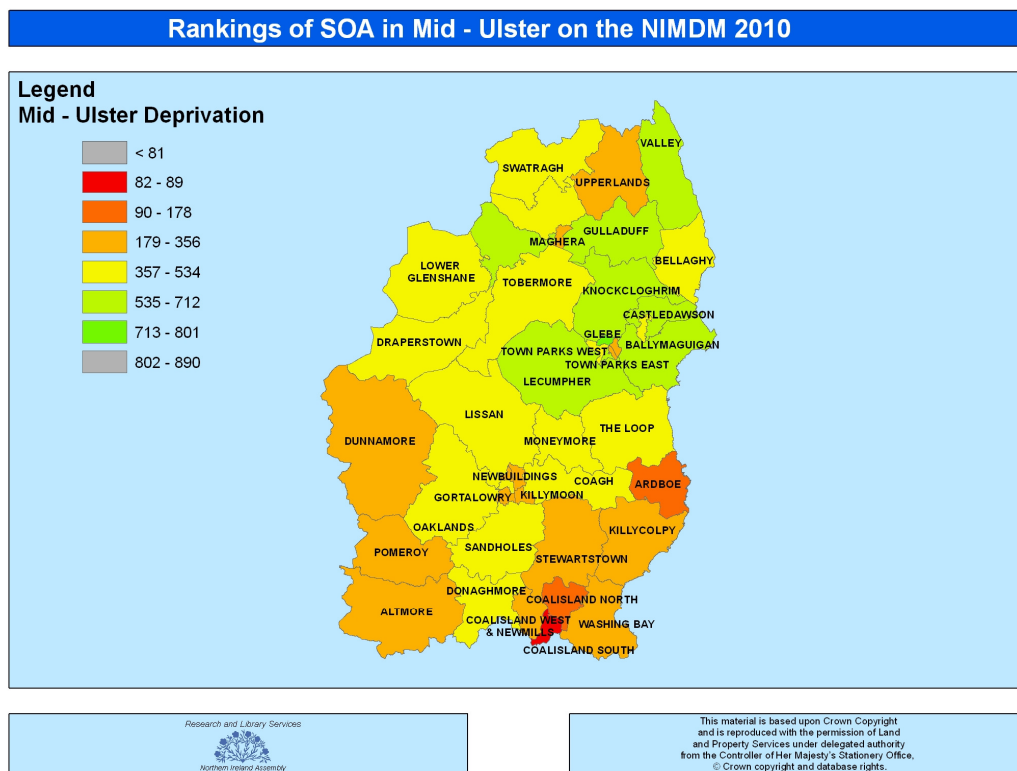 Rankings of SOA in Mid - Ulster on the NIMDM 2010
Legend
Mid - Ulster Deprivation
< 81
82 - 89
90 - 178
179 - 356
357 - 534
535 - 712
713 - 801
802 - 890
VALLEY
SWATRAGH
UPPERLANDS
GULLADUFF
MAGHERA
BELLAGHY
LOWER
GLENSHANE
TOBERMORE
KNOCKCLOGHRIM
CASTLEDAWSON
GLEBE
DRAPERSTOWN
BALLYMAGUIGAN
TOWN PARKS WEST
TOWN PARKS EAST
LECUMPHER
LISSAN
THE LOOP
DUNNAMORE
MONEYMORE
NEWBUILDINGS
COAGH
ARDBOE
GORTALOWRY
KILLYMOON
OAKLANDS
KILLYCOLPY
SANDHOLES
POMEROY
STEWARTSTOWN
DONAGHMORE
COALISLAND NORTH
ALTMORE
COALISLAND WEST
& NEWMILLS
WASHING BAY
COALISLAND SOUTH
Research and Library Services
Northern Ireland Assembly
This material is based upon Crown Copyright
and is reproduced with the permission of Land
and Property Services under delegated authority
from the Controller of Her Majesty's Stationery Office,
© Crown copyright and database rights.